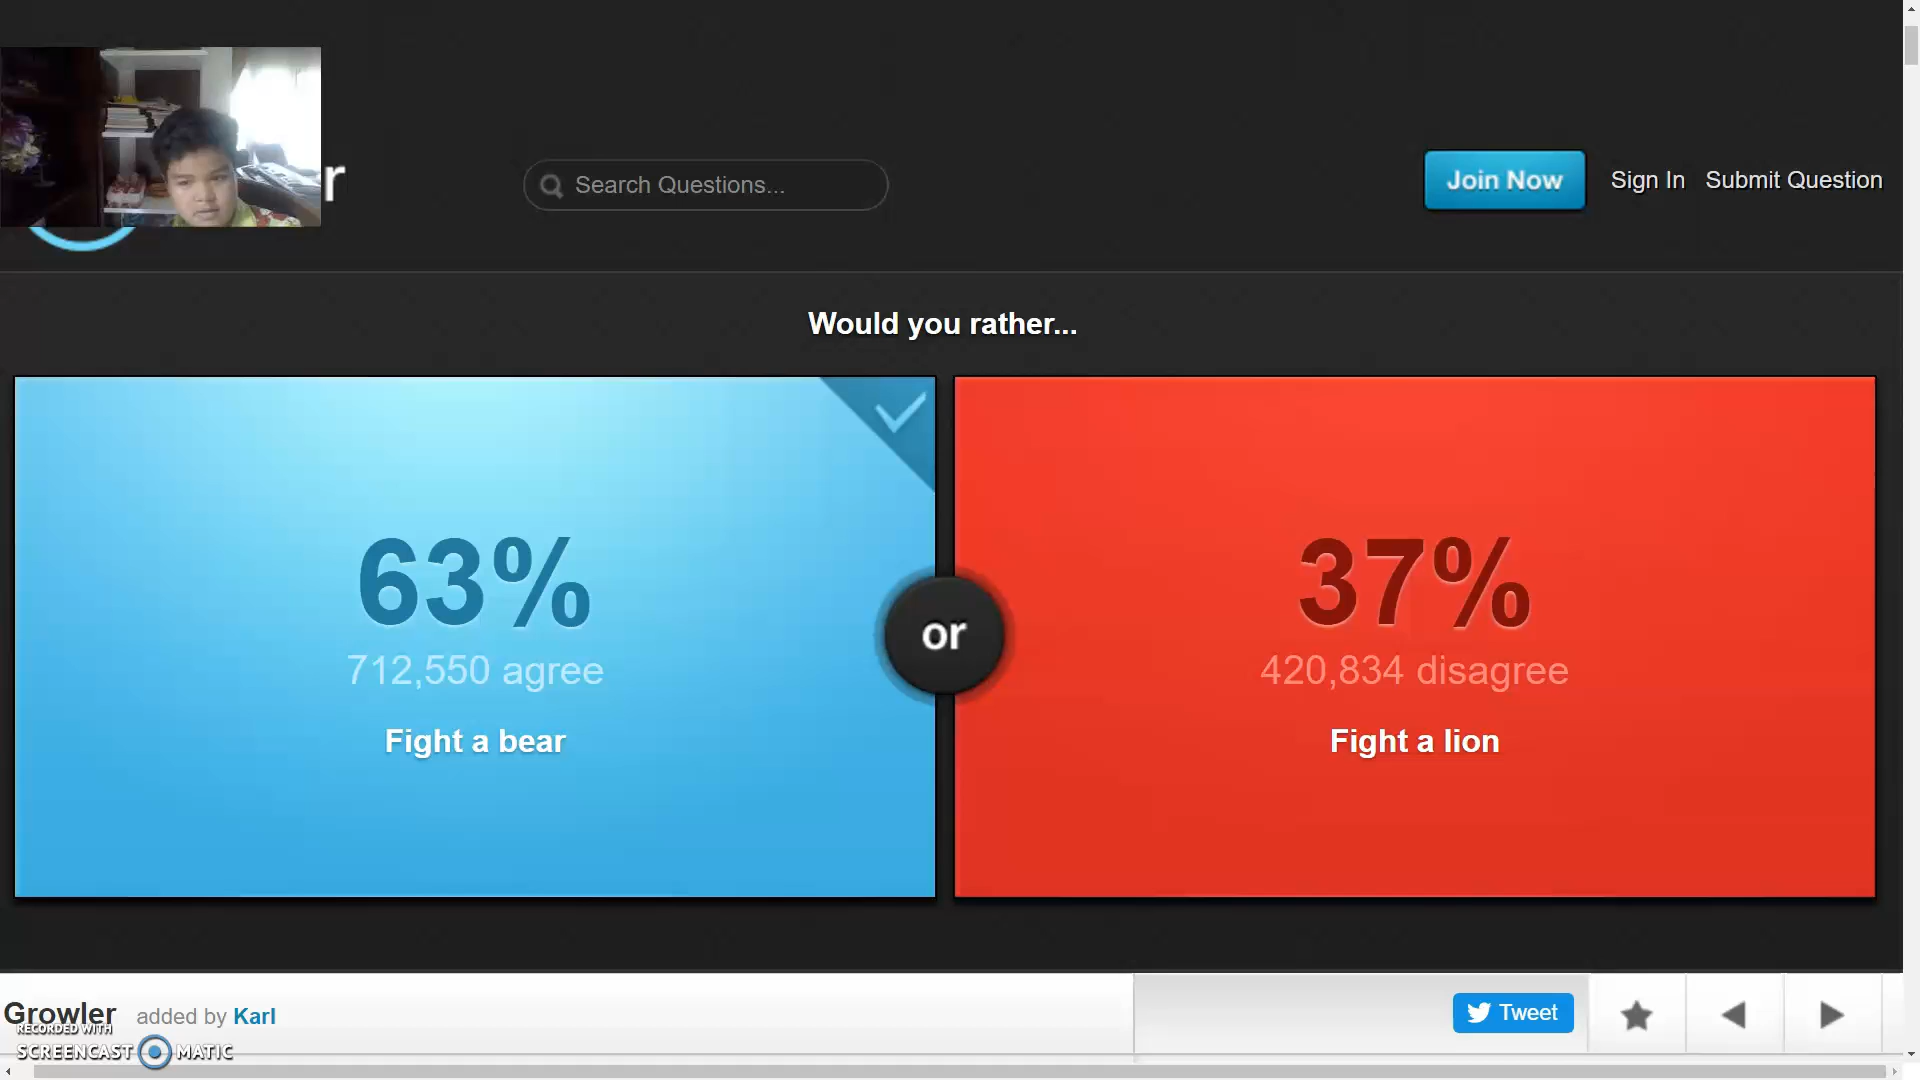 r
Search Questions...
Join Now
Sign In
Submit Question
Would you rather...
63%
712,550 agree
Fight a bear
or
37%
420,834 disagree
Fight a lion
Growler added by Karl
Tweet
RECORDED WITH
SCREENCAST MATIC